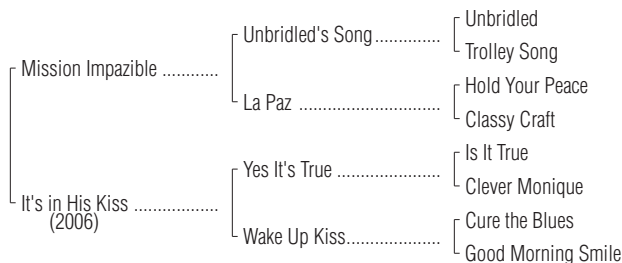 Unbridled
Unbridled's Song..............
Trolley Song
Mission Impazible ............
Hold Your Peace
La Paz ..............................
Classy Craft
Is It True
Yes It's True ......................
Clever Monique
It's in His Kiss ..................
(2006)
Cure the Blues
Wake Up Kiss....................
Good Morning Smile